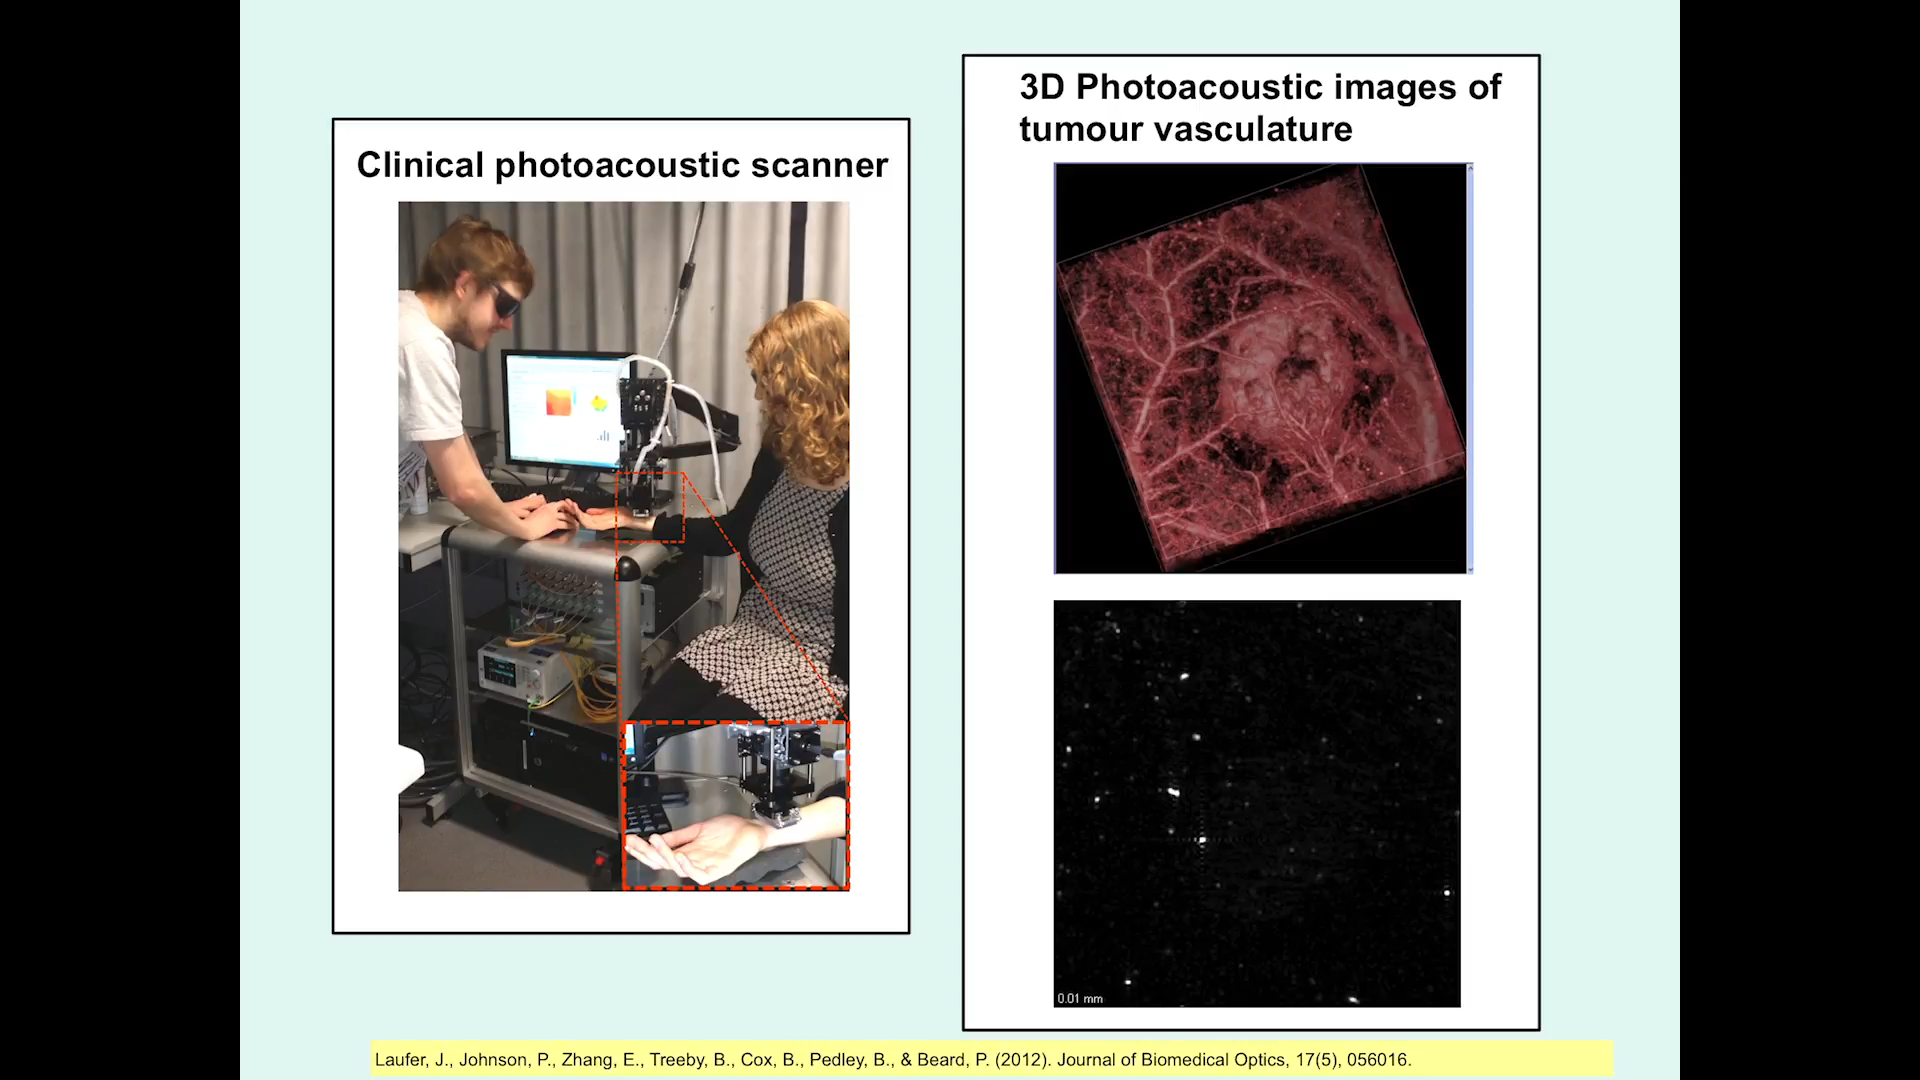 Clinical photoacoustic scanner
3D Photoacoustic images of
tumour vasculature
0.01 mm
Laufer, J., Johnson, P., Zhang, E., Treeby, B., Cox, B., Pedley, B., & Beard, P. (2012). Journal of Biomedical Optics, 17(5), 056016.